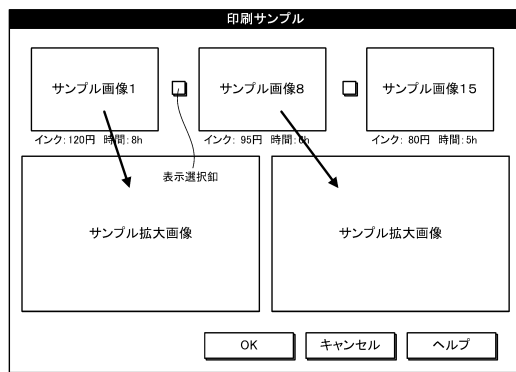 印刷サンプル
サンプル画像1
サンプル画像8
サンプル画像15
インク:120円 時間:8h
インク: 95円 時間:6h
インク: 80円 時間:5h
表示選択釦
サンプル拡大画像
サンプル拡大画像
OK
キャンセル
ヘルプ